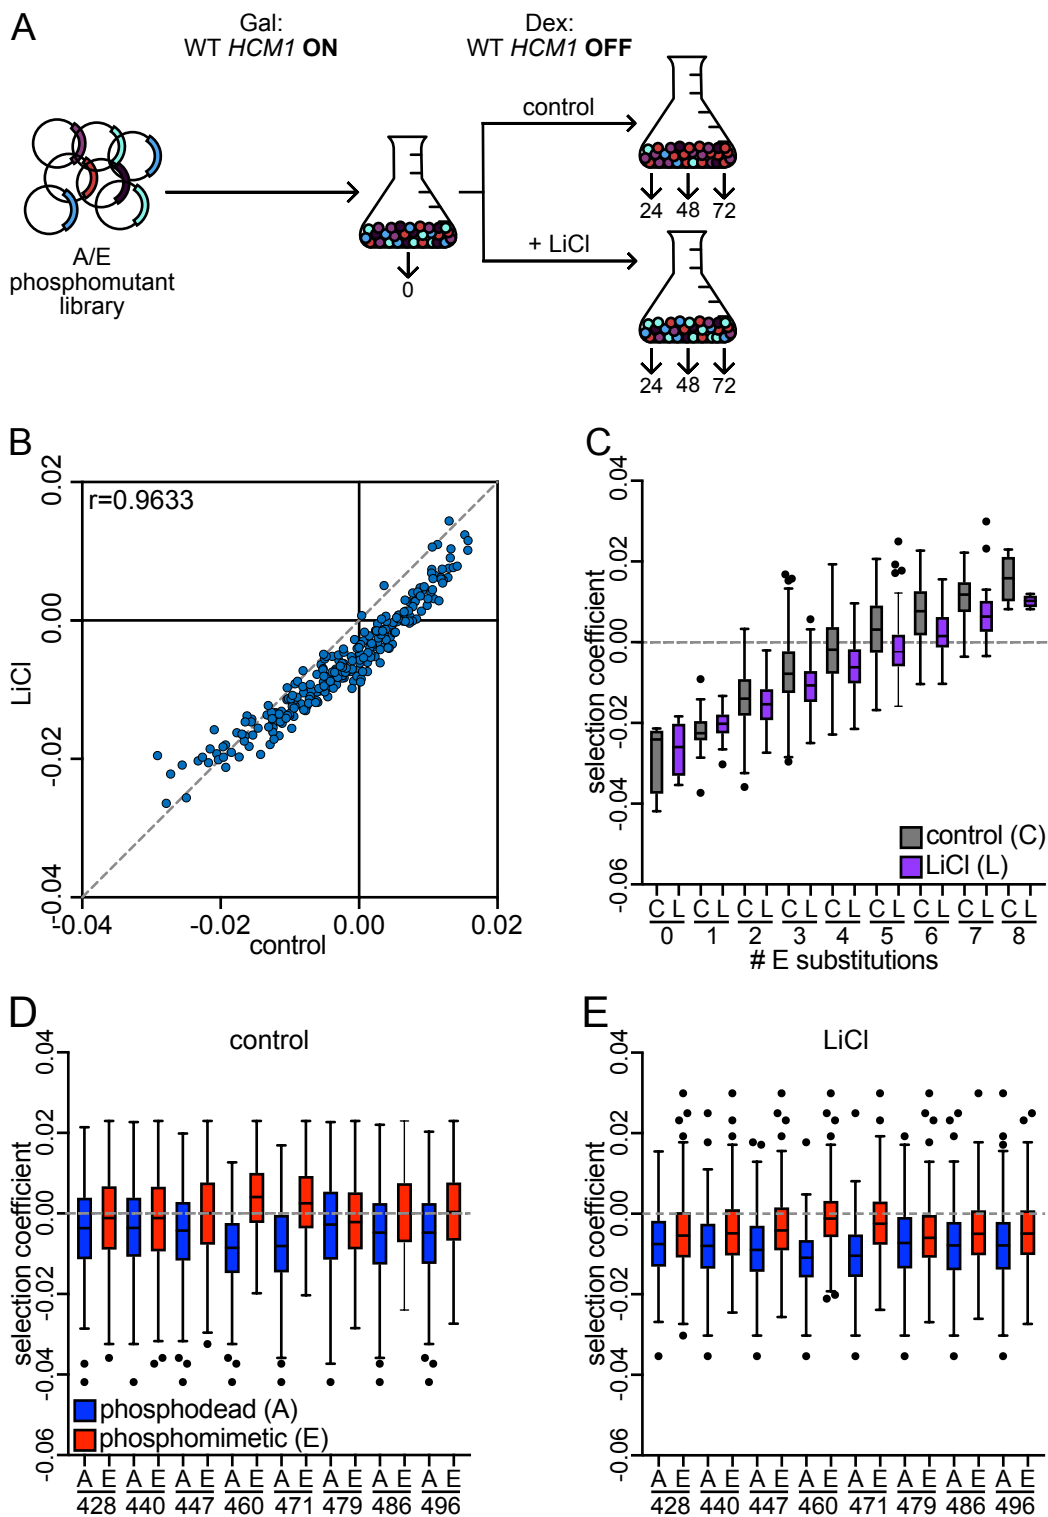 A
Gal:
WT HCM1 ON
Dex:
WT HCM1 OFF
control
24 48 72
A/E
phosphomutant
library
0
+ LiCl
24 48 72
B
r=0.9633
0.02
0.00
-0.02
-0.04
LiCl
-0.04 -0.02 0.00 0.02
control
C
0.04
0.02
0.00
-0.02
-0.04
-0.06
selection coefficient
control (C)
LiCl (L)
C L C L C L C L C L C L C L C L C L
0 1 2 3 4 5 6 7 8
# E substitutions
D
control
0.04
0.02
0.00
-0.02
-0.04
-0.06
selection coefficient
phosphodead (A)
phosphomimetic (E)
A E A E A E A E A E A E A E A E
428 440 447 460 471 479 486 496
E
LiCl
0.04
0.02
0.00
-0.02
-0.04
-0.06
selection coefficient
A E A E A E A E A E A E A E A E
428 440 447 460 471 479 486 496